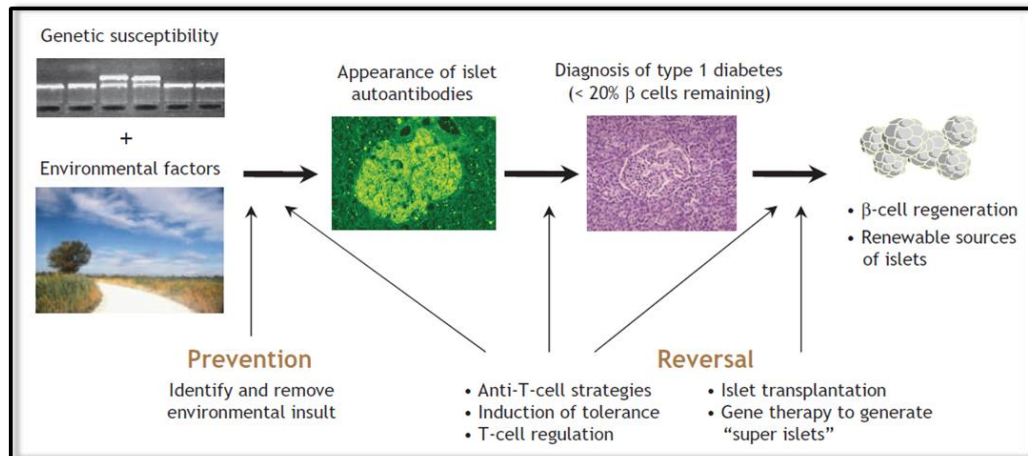 Genetic susceptibility
+
Environmental factors
Appearance of islet
autoantibodies
Diagnosis of type 1 diabetes
(< 20% β cells remaining)
• β-cell regeneration
• Renewable sources
of islets
Prevention
Identify and remove
environmental insult
Reversal
• Anti-T-cell strategies
• Induction of tolerance
• T-cell regulation
• Islet transplantation
• Gene therapy to generate
“super islets”